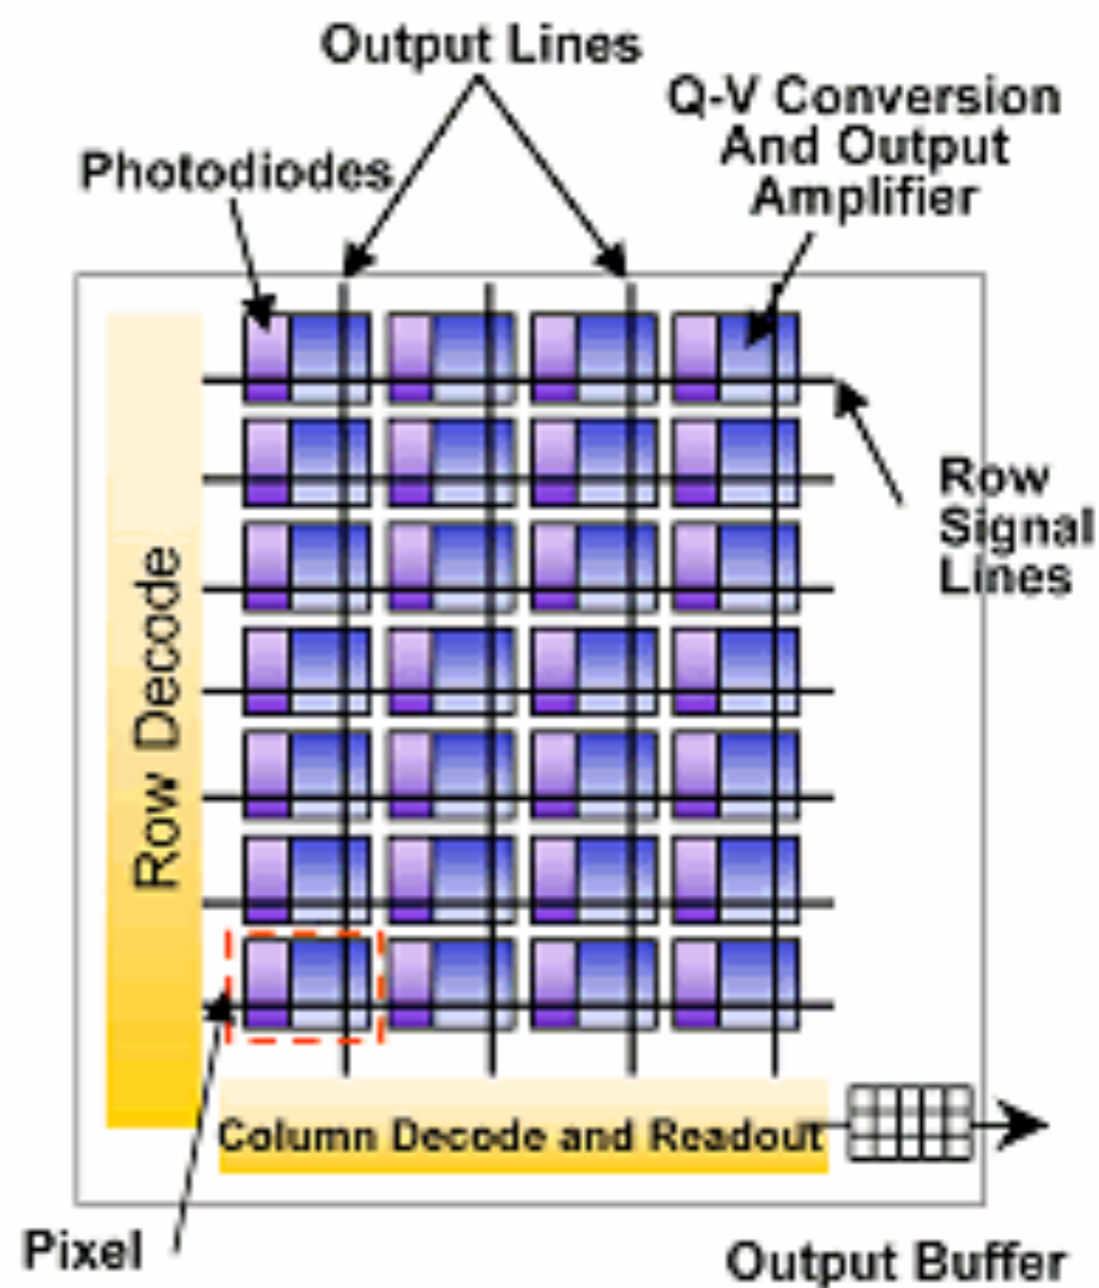 Output Lines
Q-V Conversion
And Output
Amplifier
Photodiodes
Row
Signal
Lines
Row Decode
Column Decode and Readout
Pixel
Output Buffer